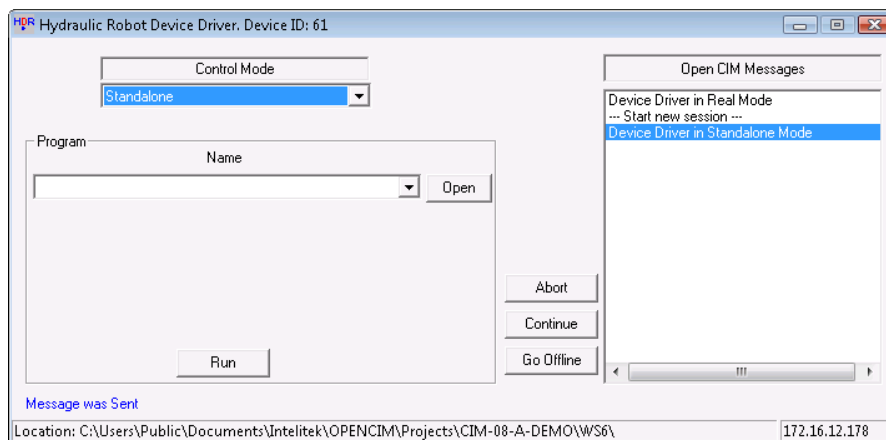 HDR Hydraulic Robot Device Driver. Device ID: 61
Control Mode
Standalone
Open CIM Messages
Device Driver in Real Mode
--- Start new session ---
Device Driver in Standalone Mode
Program
Name
Open
Abort
Continue
Run
Go Offline
Message was Sent
Location: C:\Users\Public\Documents\Intelitek\OPENCIM\Projects\CIM-08-A-DEMO\WS6\
172.16.12.178